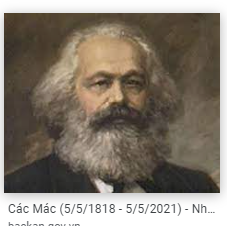 Các Mác (5/5/1818 - 5/5/2021) - Nh...
backan.gov.vn